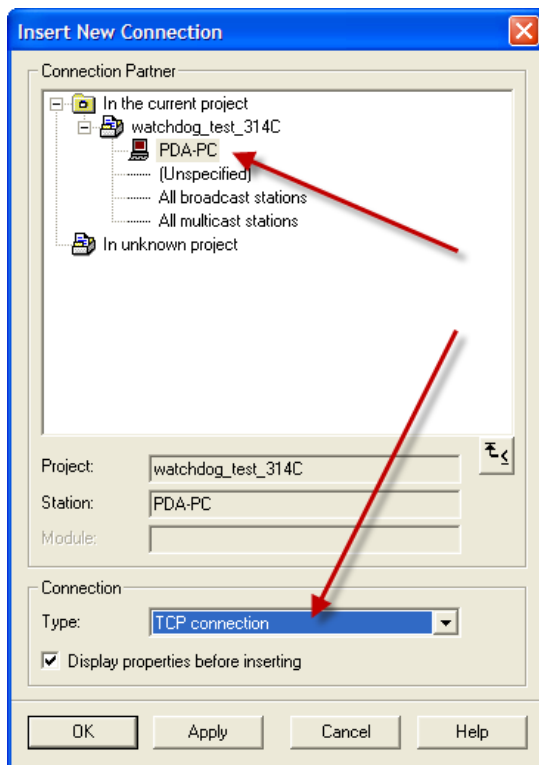 Insert New Connection
Connection Partner
In the current project
watchdog_test_314C
PDA-PC
(Unspecified)
All broadcast stations
All multicast stations
In unknown project
Project: watchdog_test_314C
Station: PDA-PC
Module:
Connection
Type: TCP connection
Display properties before inserting
OK Apply Cancel Help